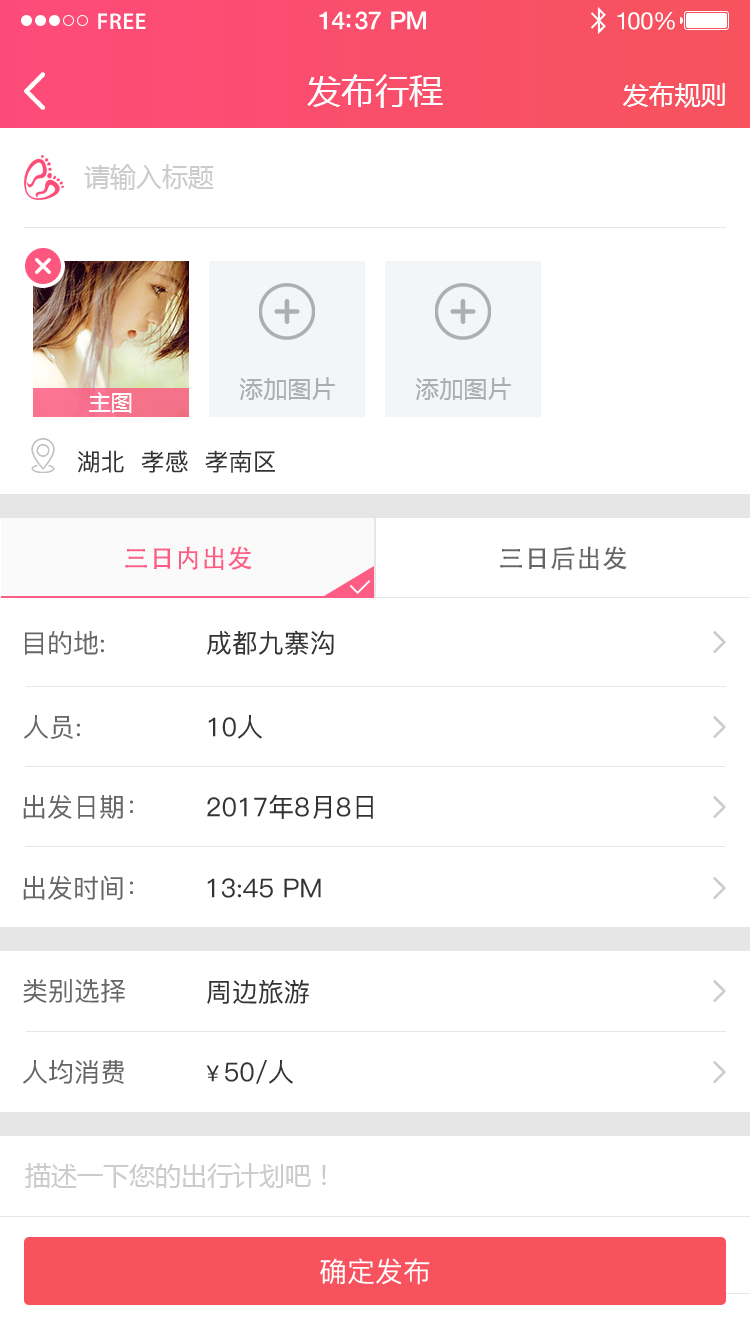 FREE 14:37 PM 100%
发布行程 发布规则
请输入标题
主图 添加图片 添加图片
湖北 孝感 孝南区
三日内出发 三日后出发
目的地: 成都九寨沟
人员: 10人
出发日期: 2017年8月8日
出发时间: 13:45 PM
类别选择 周边旅游
人均消费 ¥50/人
描述一下您的出行计划吧！
确定发布